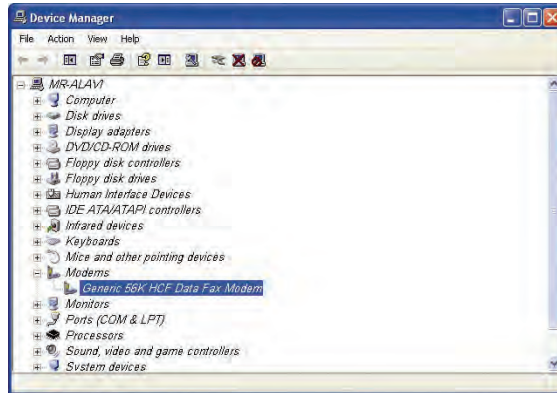 Device Manager
File Action View Help
MR-ALAVI
Computer
Disk drives
Display adapters
DVD/CD-ROM drives
Floppy disk controllers
Floppy disk drives
Human Interface Devices
IDE ATA/ATAPI controllers
Infrared devices
Keyboards
Mice and other pointing devices
Modems
Generic 56K HCF Data Fax Modem
Monitors
Ports (COM & LPT)
Processors
Sound, video and game controllers
System devices